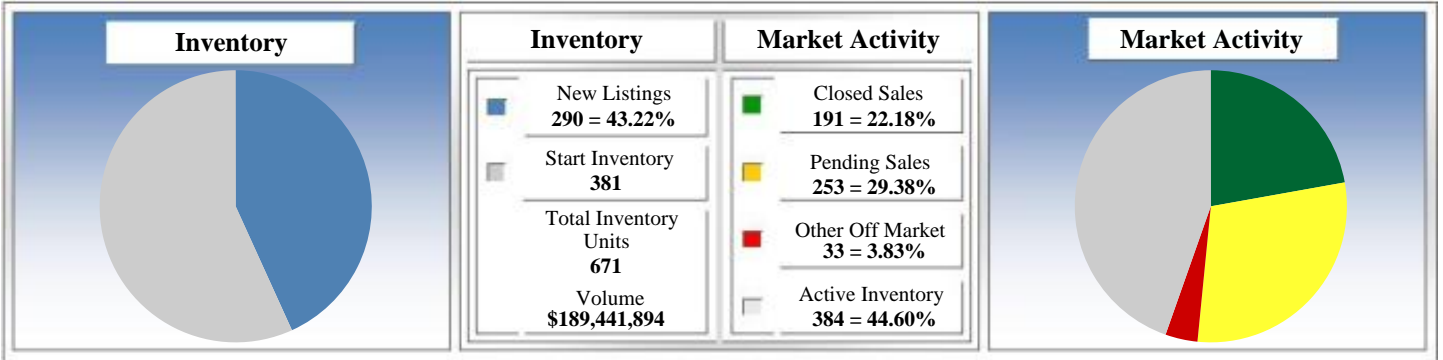 Inventory
Inventory
Market Activity
Market Activity
New Listings
290 = 43.22%
Start Inventory
381
Total Inventory
Units
671
Volume
$189,441,894
Closed Sales
191 = 22.18%
Pending Sales
253 = 29.38%
Other Off Market
33 = 3.83%
Active Inventory
384 = 44.60%